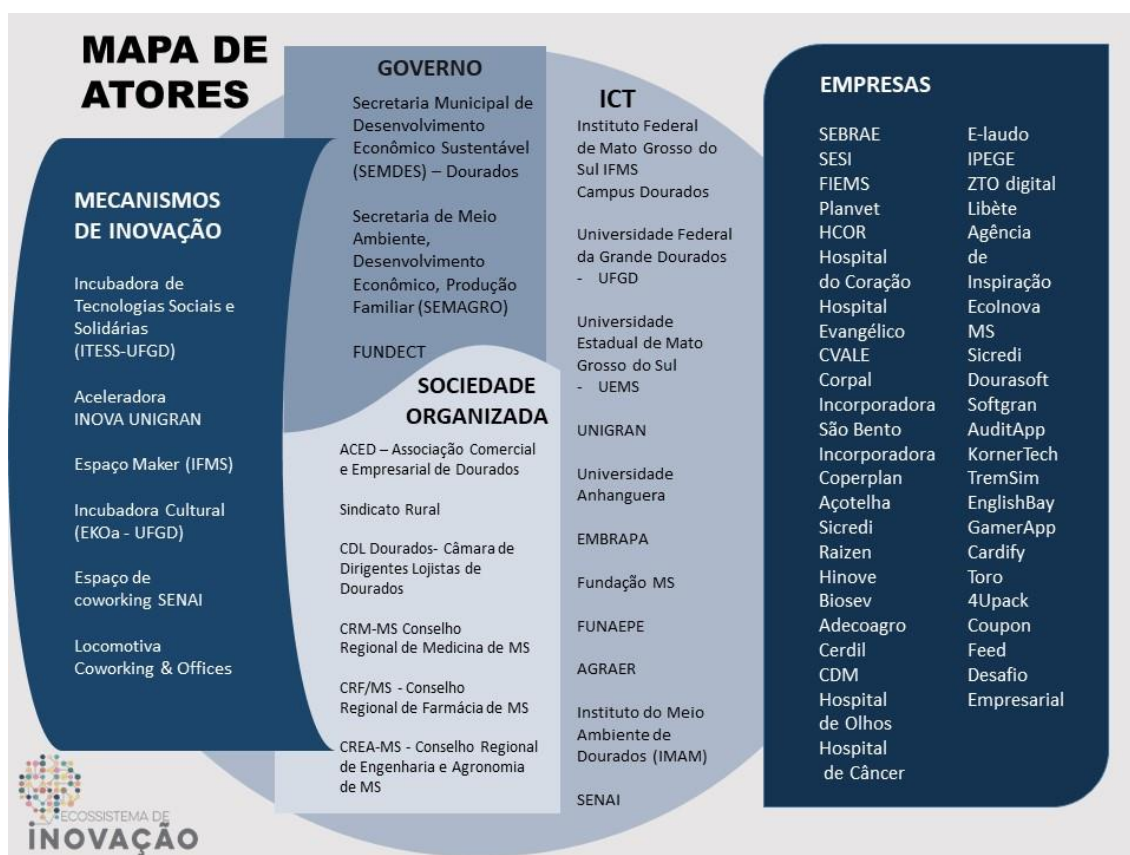 MAPA DE
ATORES
MECANISMOS
DE INOVAÇÃO
Incubadora de
Tecnologias Sociais e
Solidárias
(ITESS-UFGD)
Aceleradora
INOVA UNIGRAN
Espaço Maker (IFMS)
Incubadora Cultural
(EKOa - UFGD)
Espaço de
coworking SENAI
Locomotiva
Coworking & Offices
GOVERNO
Secretaria Municipal de
Desenvolvimento
Econômico Sustentável
(SEMDES) – Dourados
Secretaria de Meio
Ambiente,
Desenvolvimento
Econômico, Produção
Familiar (SEMAGRO)
FUNDECT
SOCIEDADE
ORGANIZADA
ACED – Associação Comercial
e Empresarial de Dourados
Sindicato Rural
CDL Dourados- Câmara de
Dirigentes Lojistas de
Dourados
CRM-MS Conselho
Regional de Medicina de MS
CRF/MS - Conselho
Regional de Farmácia de MS
CREA-MS - Conselho Regional
de Engenharia e Agronomia
de MS
ICT
Instituto Federal
de Mato Grosso do
Sul IFMS
Campus Dourados
Universidade Federal
da Grande Dourados
- UFGD
Universidade
Estadual de Mato
Grosso do Sul
- UEMS
UNIGRAN
Universidade
Anhanguera
EMBRAPA
Fundação MS
FUNAEPE
AGRAER
Instituto do Meio
Ambiente de
Dourados (IMAM)
SENAI
EMPRESAS
SEBRAE
SESI
FIEMS
Planvet
HCOR
Hospital
do Coração
Hospital
Evangélico
CVALE
Corpal
Incorporadora
São Bento
Incorporadora
Coperplan
Açotelha
Sicredi
Raizen
Hinove
Biosev
Adecoagro
Cerdil
CDM
Hospital
de Olhos
Hospital
de Câncer
E-laudo
IPEGE
ZTO digital
Libète
Agência
de
Inspiração
EcoInova
MS
Sicredi
Dourasoft
Softgran
AuditApp
KornerTech
TremSim
EnglishBay
GamerApp
Cardify
Toro
4Upack
Coupon
Feed
Desafio
Empresarial
ECOSSISTEMA DE
INOVAÇÃO